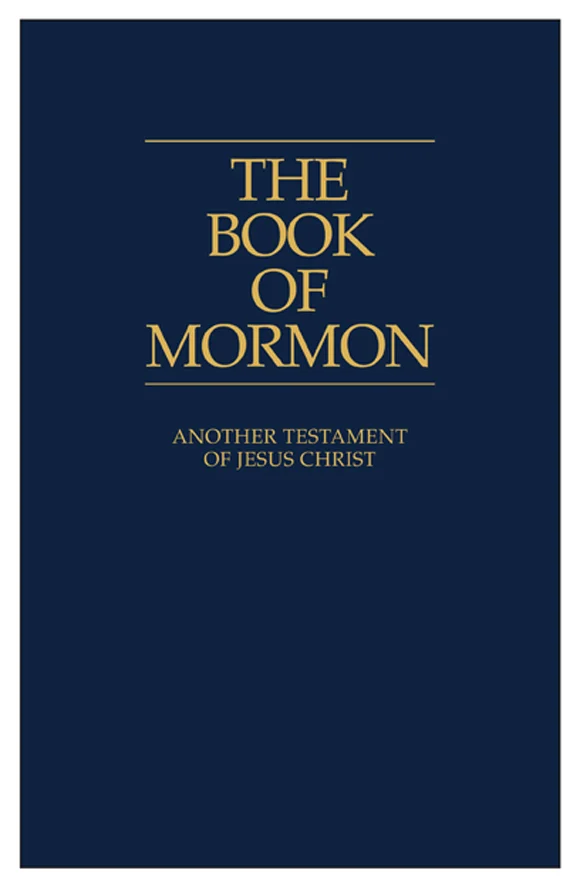 THE
BOOK
OF
MORMON
ANOTHER TESTAMENT
OF JESUS CHRIST